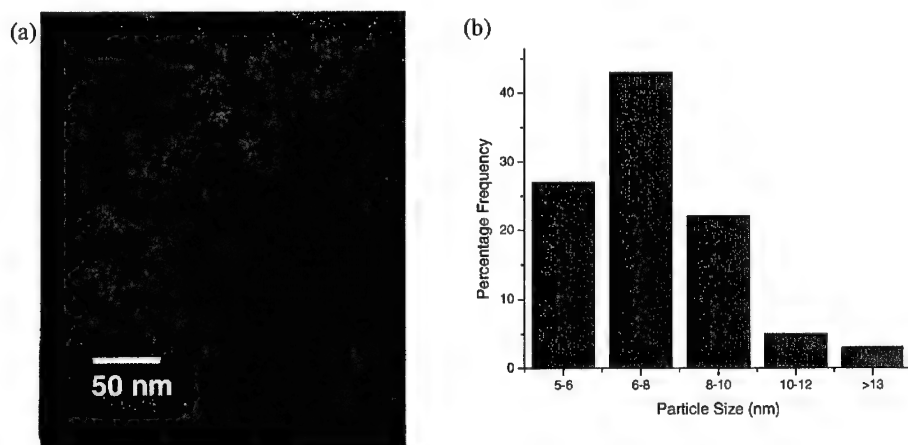 (a)
50 nm
(b)
Percentage Frequency
40
30
20
10
0
5-6 6-8 8-10 10-12 >13
Particle Size (nm)